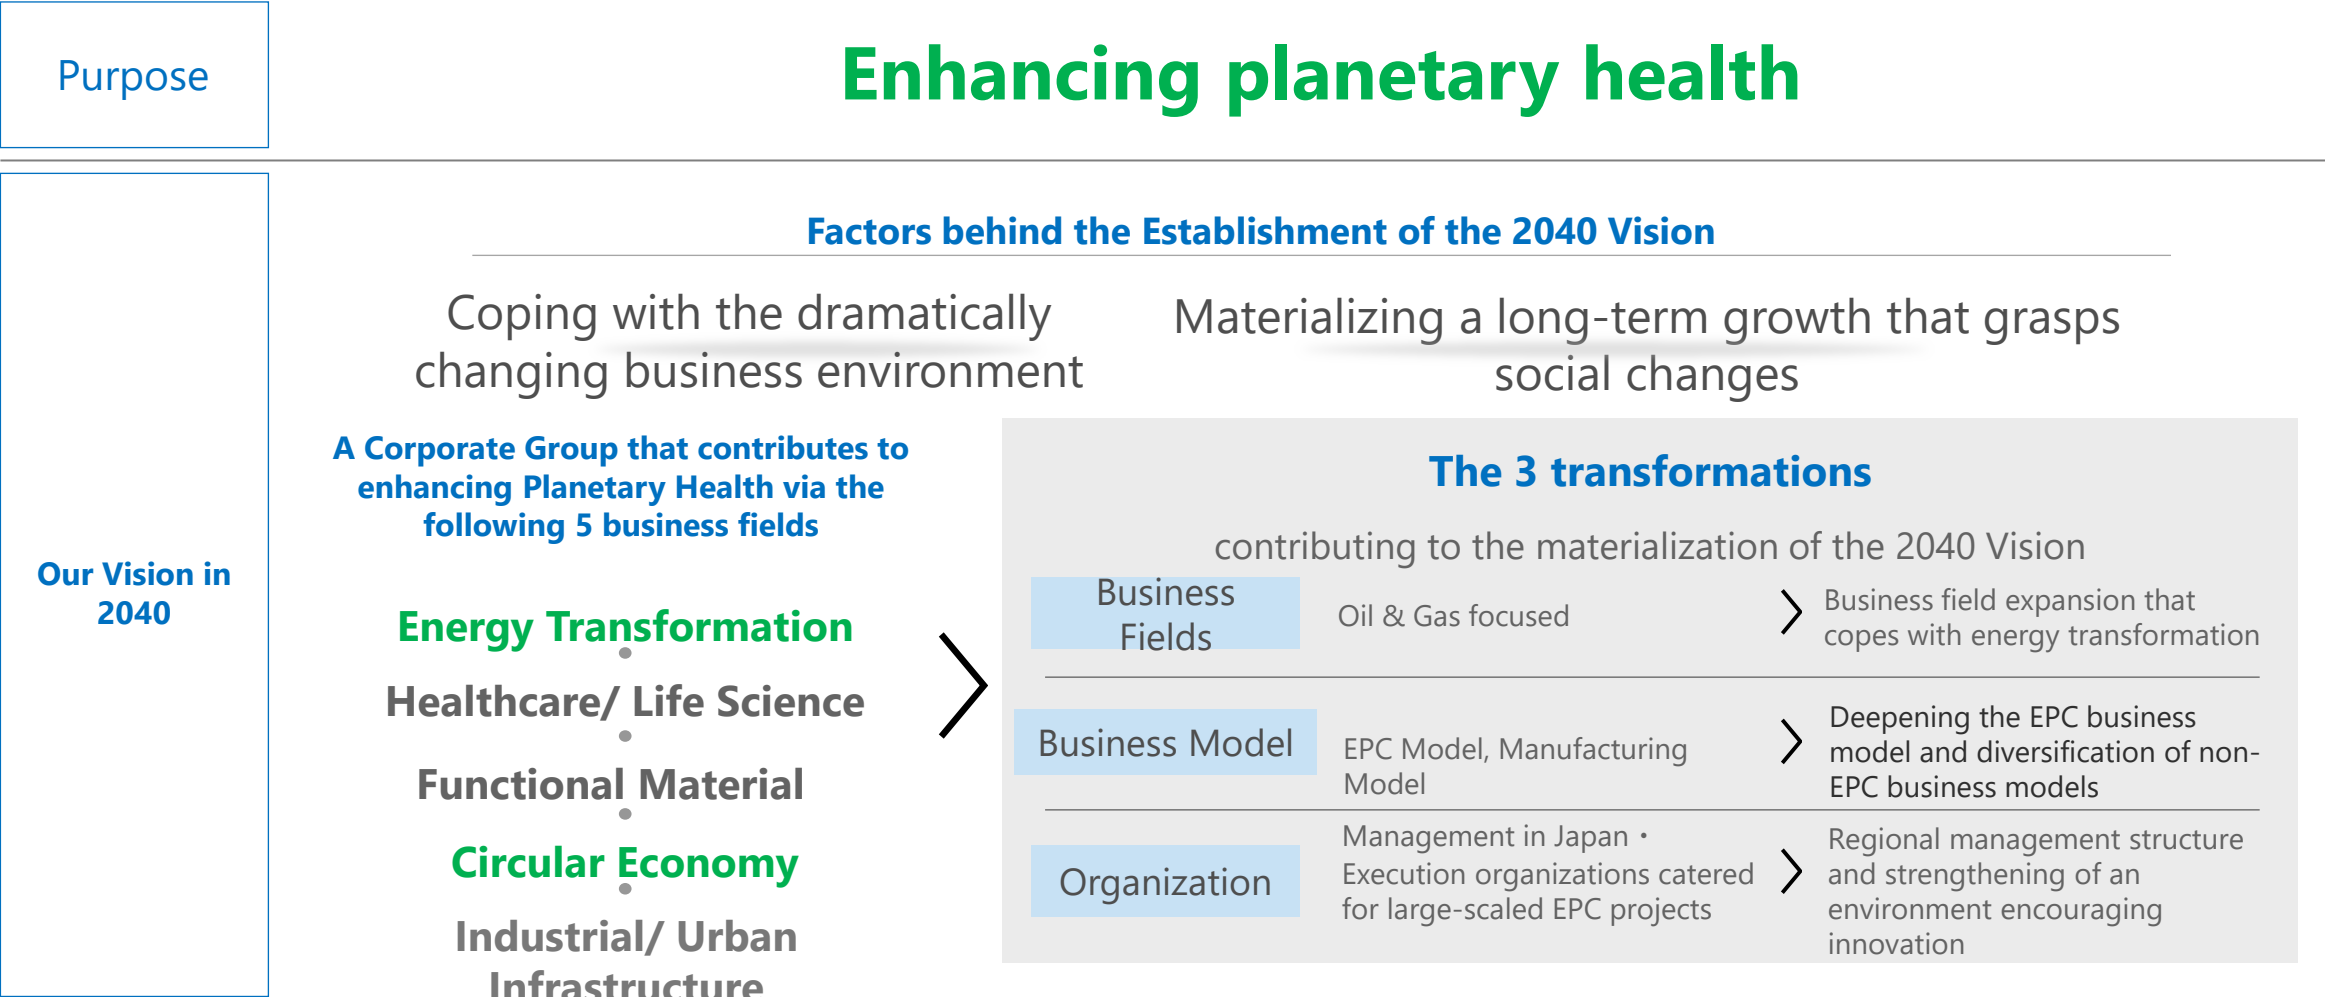 Purpose
Enhancing planetary health
Our Vision in
2040
Factors behind the Establishment of the 2040 Vision
Coping with the dramatically
changing business environment
Materializing a long-term growth that grasps
social changes
A Corporate Group that contributes to
enhancing Planetary Health via the
following 5 business fields
Energy Transformation
Healthcare/ Life Science
Functional Material
Circular Economy
Industrial/ Urban
Infrastructure
The 3 transformations
contributing to the materialization of the 2040 Vision
Business
Fields
Oil & Gas focused
Business field expansion that
copes with energy transformation
Business Model
EPC Model, Manufacturing
Model
Deepening the EPC business
model and diversification of non-
EPC business models
Organization
Management in Japan・
Execution organizations catered
for large-scaled EPC projects
Regional management structure
and strengthening of an
environment encouraging
innovation